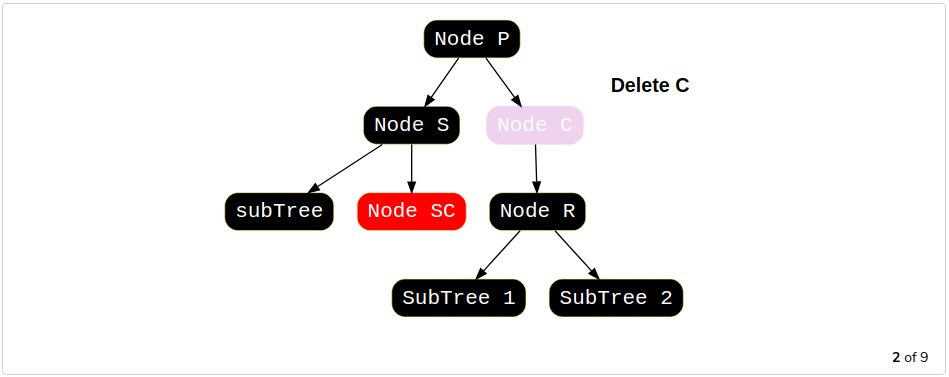 Node P
Delete C
Node S
Node C
subTree
Node SC
Node R
SubTree 1
SubTree 2
2 of 9